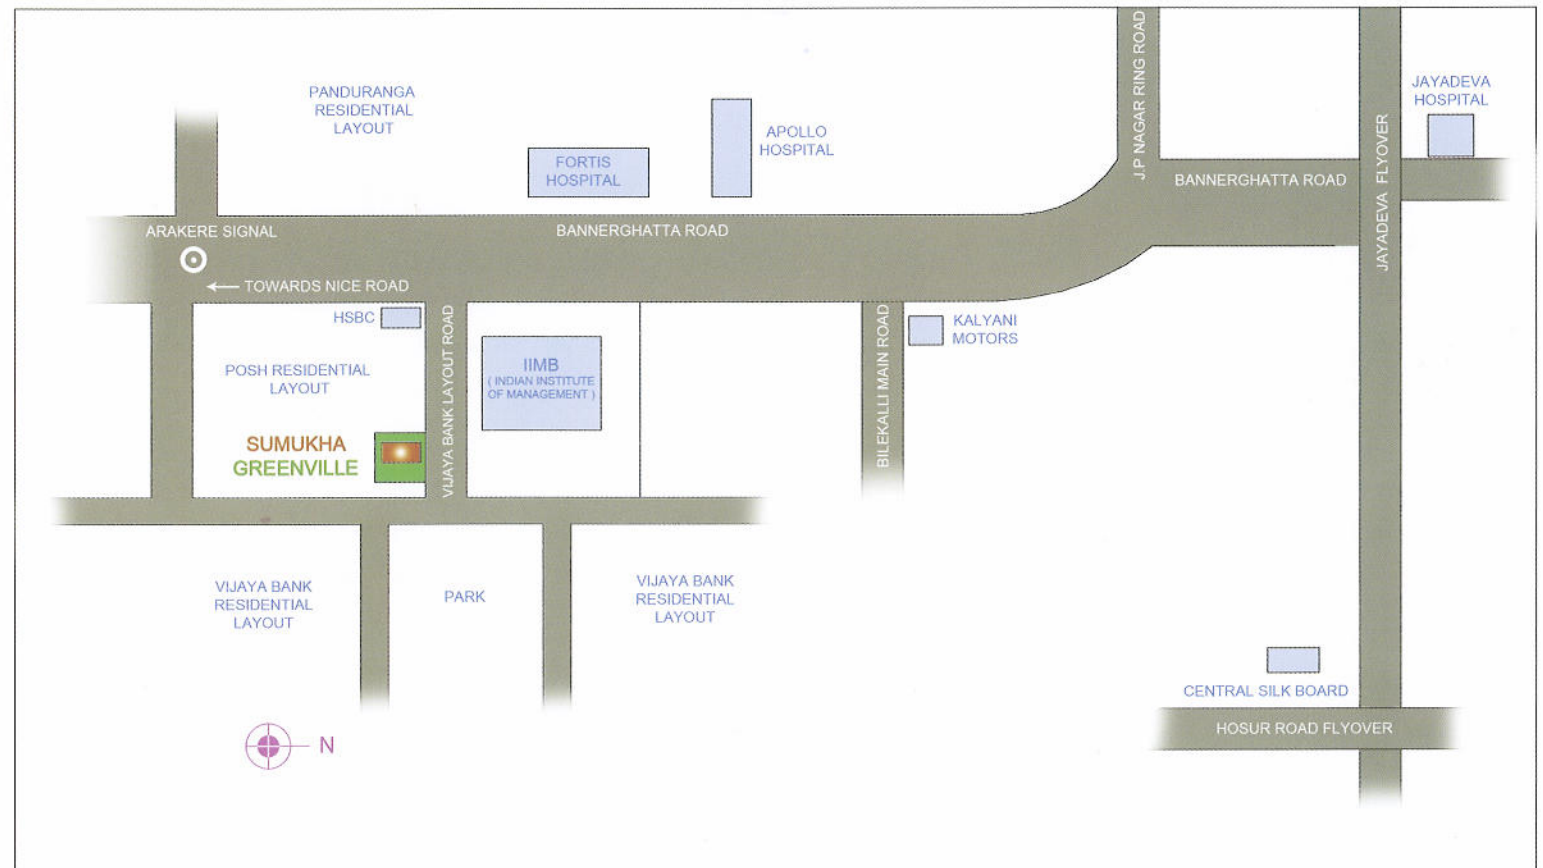 PANDURANGA
RESIDENTIAL
LAYOUT
FORTIS
HOSPITAL
APOLLO
HOSPITAL
J.P NAGAR RING ROAD
JAYADEVA
HOSPITAL
BANNERGHATTA ROAD
JAYADEVA FLYOVER
ARAKERE SIGNAL
BANNERGHATTA ROAD
TOWARDS NICE ROAD
HSBC
VIJAYA BANK LAYOUT ROAD
IIMB
( INDIAN INSTITUTE
OF MANAGEMENT )
BILEKALLI MAIN ROAD
KALYANI
MOTORS
POSH RESIDENTIAL
LAYOUT
SUMUKHA
GREENVILLE
VIJAYA BANK
RESIDENTIAL
LAYOUT
PARK
VIJAYA BANK
RESIDENTIAL
LAYOUT
CENTRAL SILK BOARD
HOSUR ROAD FLYOVER
N